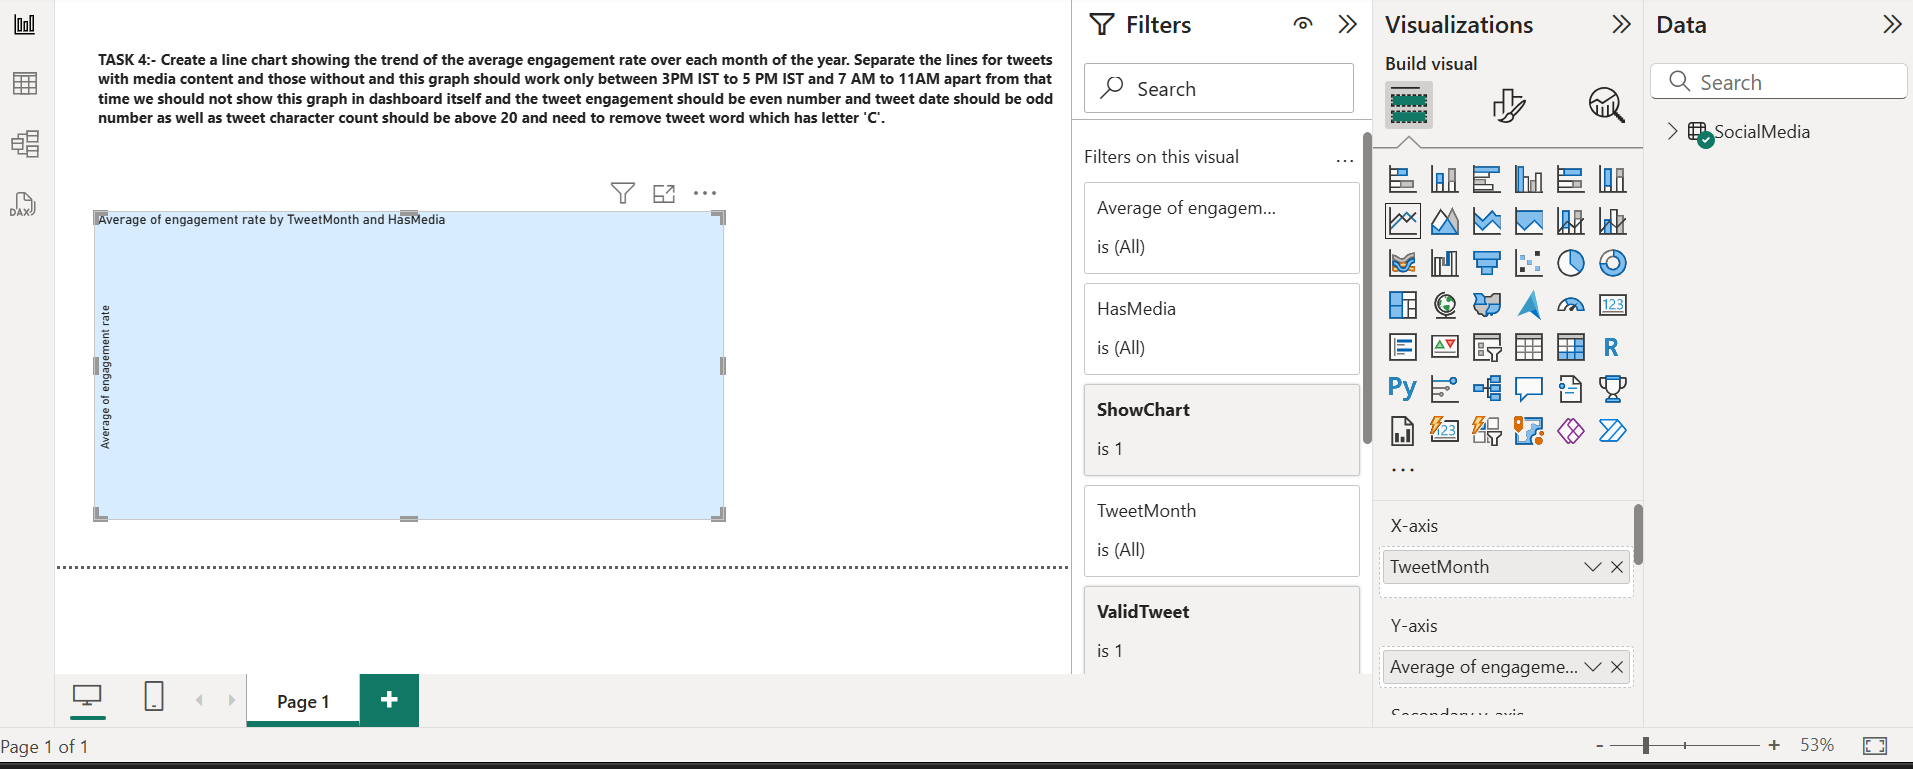 TASK 4:- Create a line chart showing the trend of the average engagement rate over each month of the year. Separate the lines for tweets
with media content and those without and this graph should work only between 3PM IST to 5 PM IST and 7 AM to 11AM apart from that
time we should not show this graph in dashboard itself and the tweet engagement should be even number and tweet date should be odd
number as well as tweet character count should be above 20 and need to remove tweet word which has letter 'C'.
Average of engagement rate by TweetMonth and HasMedia
Average of engagement rate
DAX
Page 1
+
Page 1 of 1
Filters
Search
Filters on this visual
...
Average of engagem...
is (All)
HasMedia
is (All)
ShowChart
is 1
TweetMonth
is (All)
ValidTweet
is 1
Visualizations
Build visual
123
R
Py
123
...
X-axis
TweetMonth
Y-axis
Average of engageme...
Secondary y-axis
Data
Search
SocialMedia
- + 53%